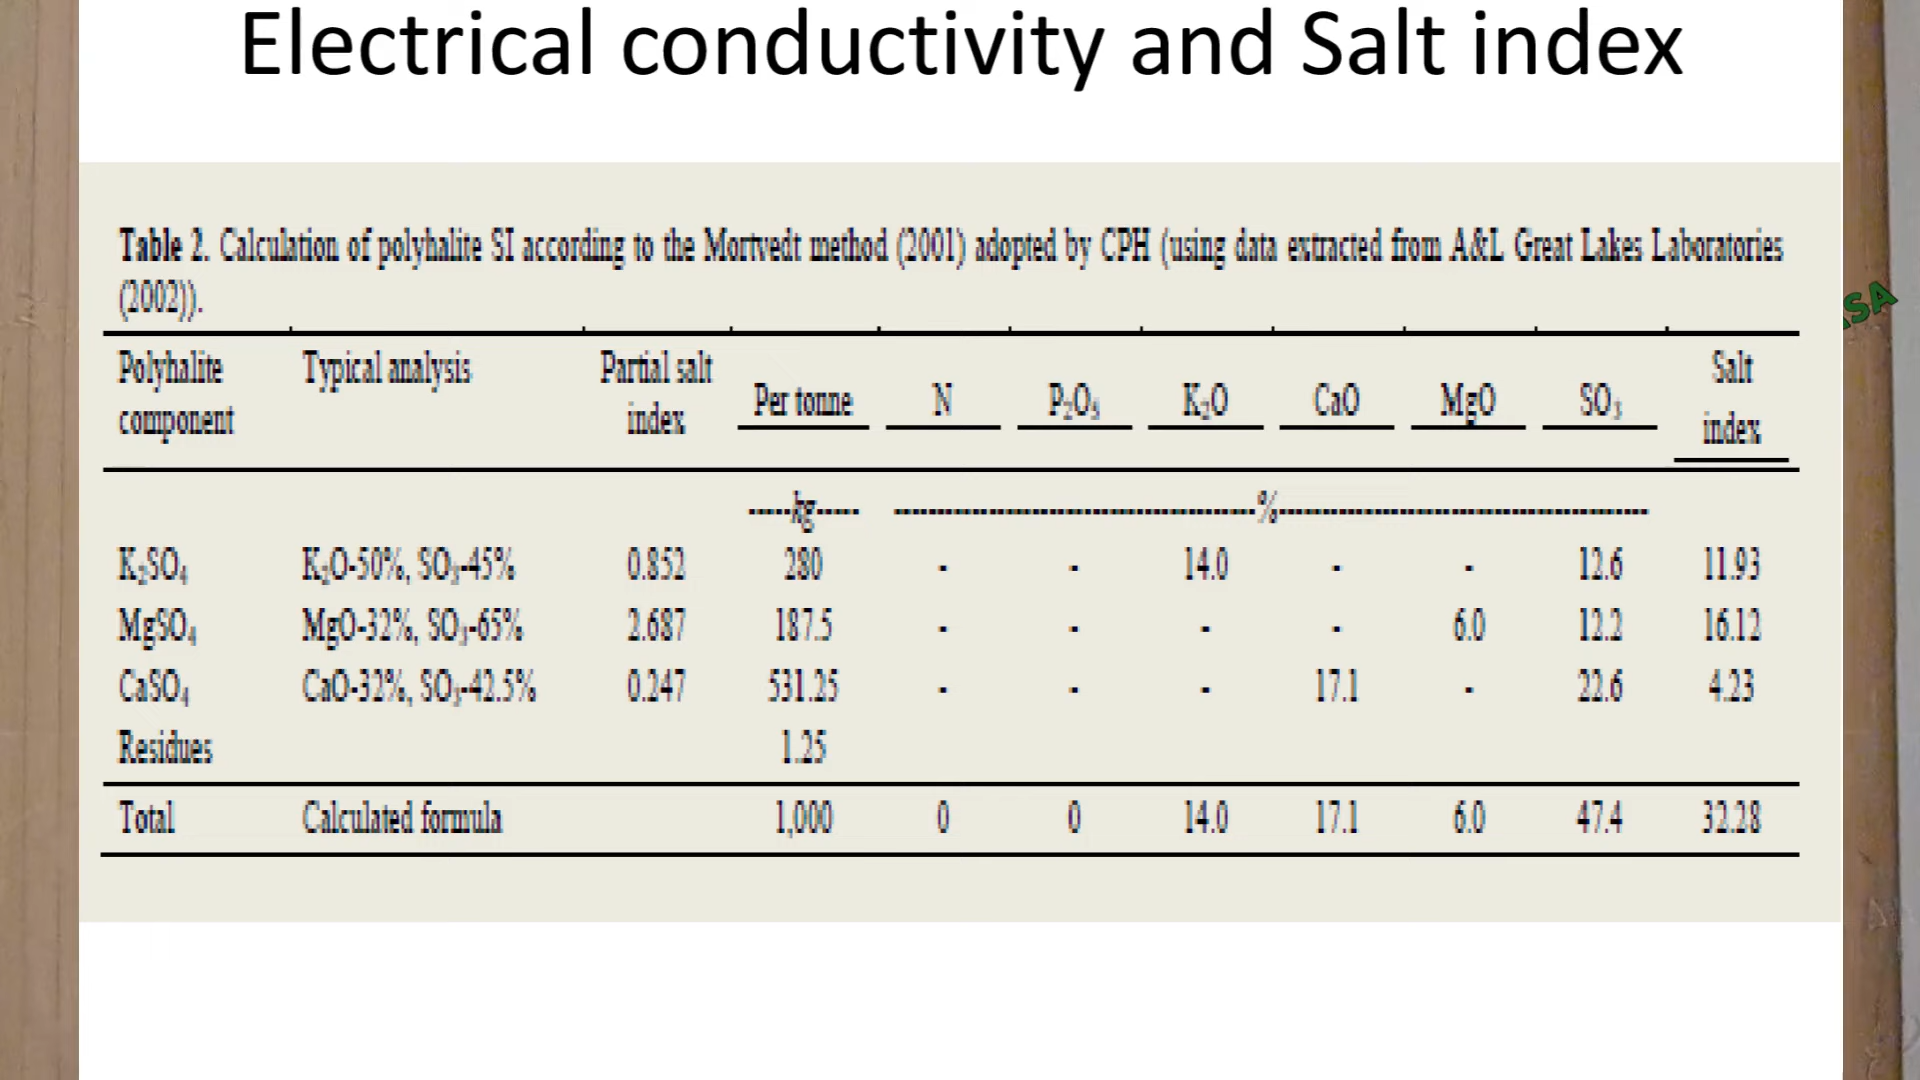 Electrical conductivity and Salt index
Table 2. Calculation of polyhalite SI according to the Mortvedt method (2001) adopted by CPH (using data extracted from A&L Great Lakes Laboratories
(2002)).
Polyhalite component Typical analysis Partial salt index Per tonne N P₂O₅ K₂O CaO MgO SO₃ Salt index
-----kg----- ---------------------------------------------%---------------------------------------------
K₂SO₄ K₂O-50%, SO₃-45% 0.852 280 - - 14.0 - - 12.6 11.93
MgSO₄ MgO-32%, SO₃-65% 2.687 187.5 - - - - 6.0 12.2 16.12
CaSO₄ CaO-32%, SO₃-42.5% 0.247 531.25 - - - 17.1 - 22.6 4.23
Residues 1.25
Total Calculated formula 1,000 0 0 14.0 17.1 6.0 47.4 32.28